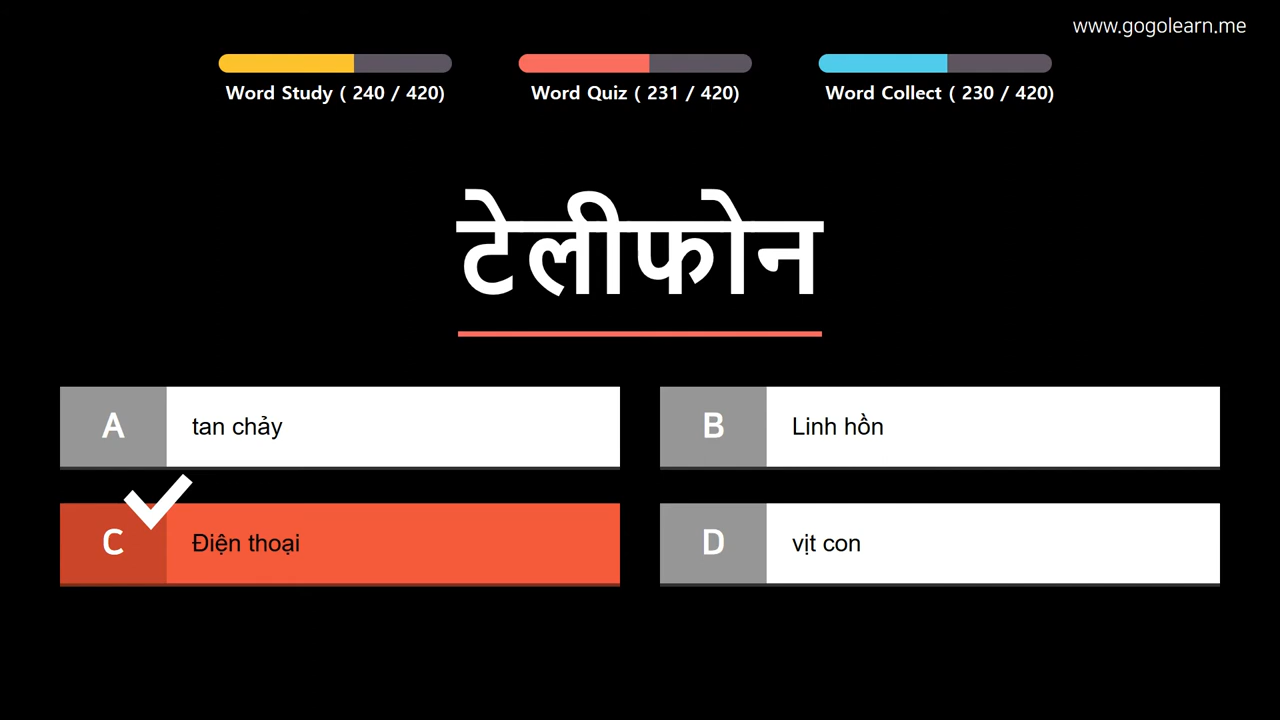 www.gogolearn.me
Word Study ( 240 / 420)
Word Quiz ( 231 / 420)
Word Collect ( 230 / 420)
टेलीफोन
A
tan chảy
B
Linh hồn
C
Điện thoại
D
vịt con